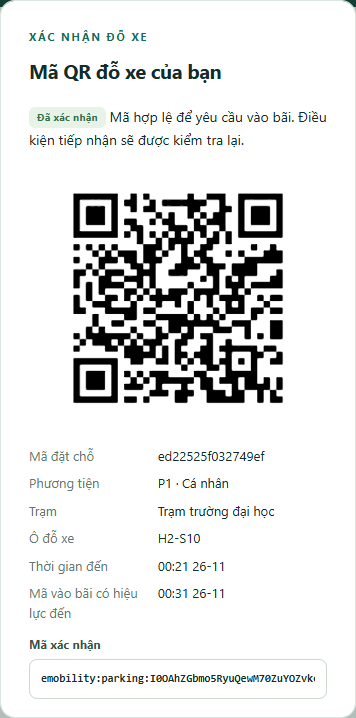 XÁC NHẬN ĐỖ XE
Mã QR đỗ xe của bạn
Đã xác nhận Mã hợp lệ để yêu cầu vào bãi. Điều
kiện tiếp nhận sẽ được kiểm tra lại.
Mã đặt chỗ ed22525f032749ef
Phương tiện P1 · Cá nhân
Trạm Trạm trường đại học
Ô đỗ xe H2-S10
Thời gian đến 00:21 26-11
Mã vào bãi có hiệu lực đến 00:31 26-11
Mã xác nhận
emobility:parking:I0OAhZGbmo5RyuQewM70ZuYOZvk